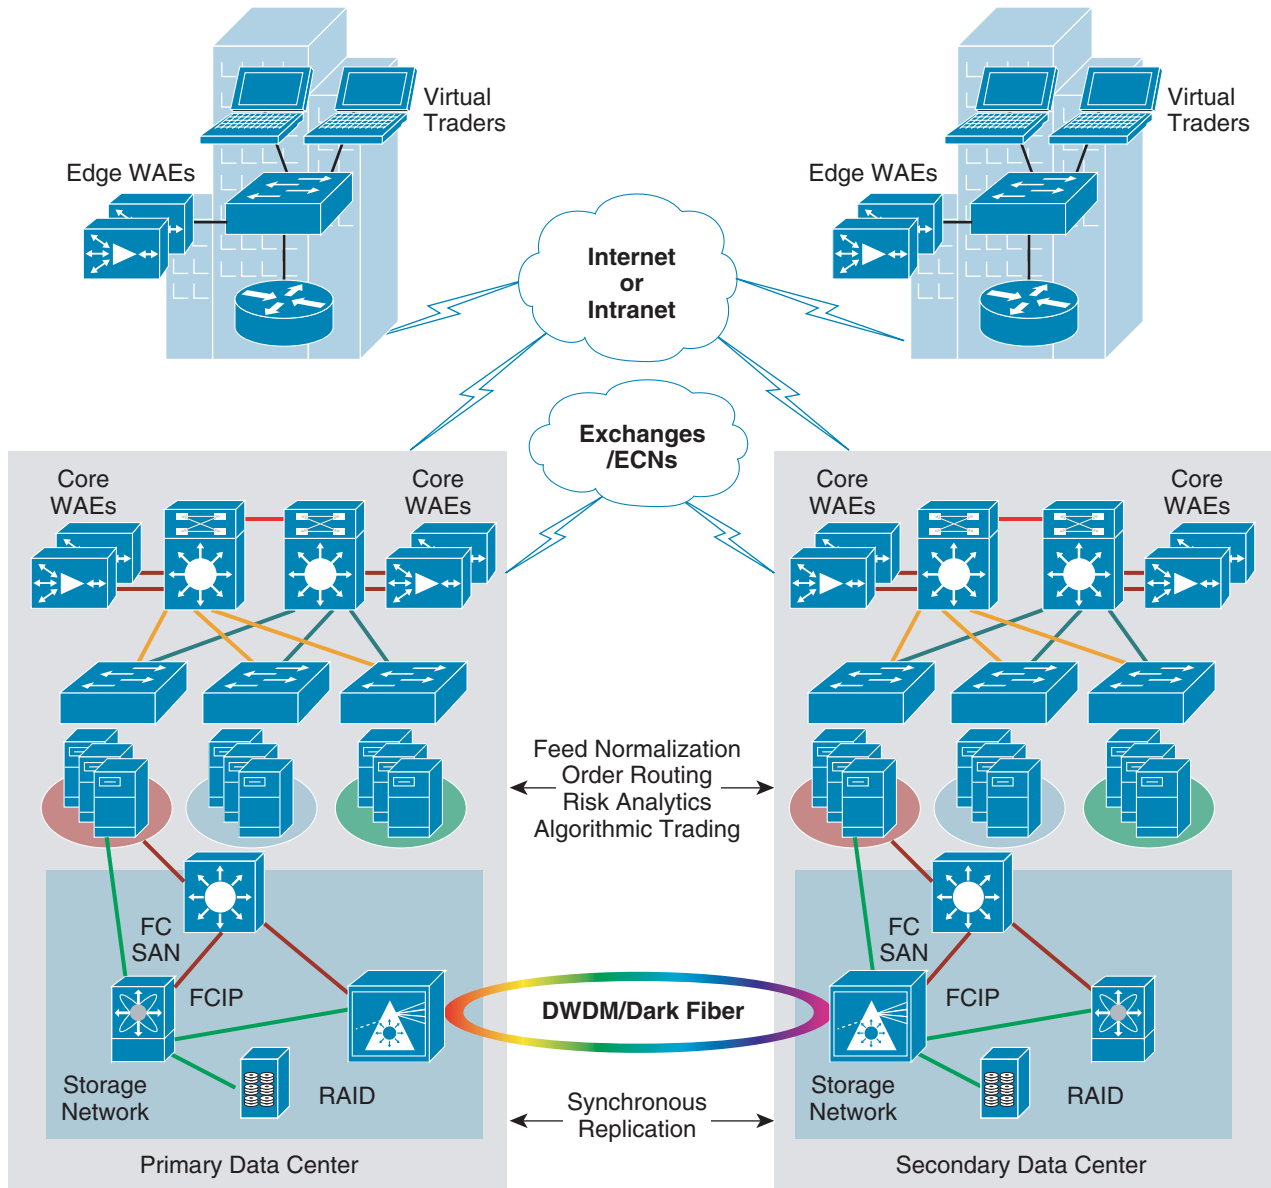 Virtual
Traders
Edge WAEs
Virtual
Traders
Edge WAEs
Internet
or
Intranet
Exchanges
/ECNs
Core
WAEs
Core
WAEs
Core
WAEs
Core
WAEs
Feed Normalization
Order Routing
Risk Analytics
Algorithmic Trading
FC
SAN
FCIP
Storage
Network
RAID
DWDM/Dark Fiber
FC
SAN
FCIP
Storage
Network
RAID
Synchronous
Replication
Primary Data Center
Secondary Data Center